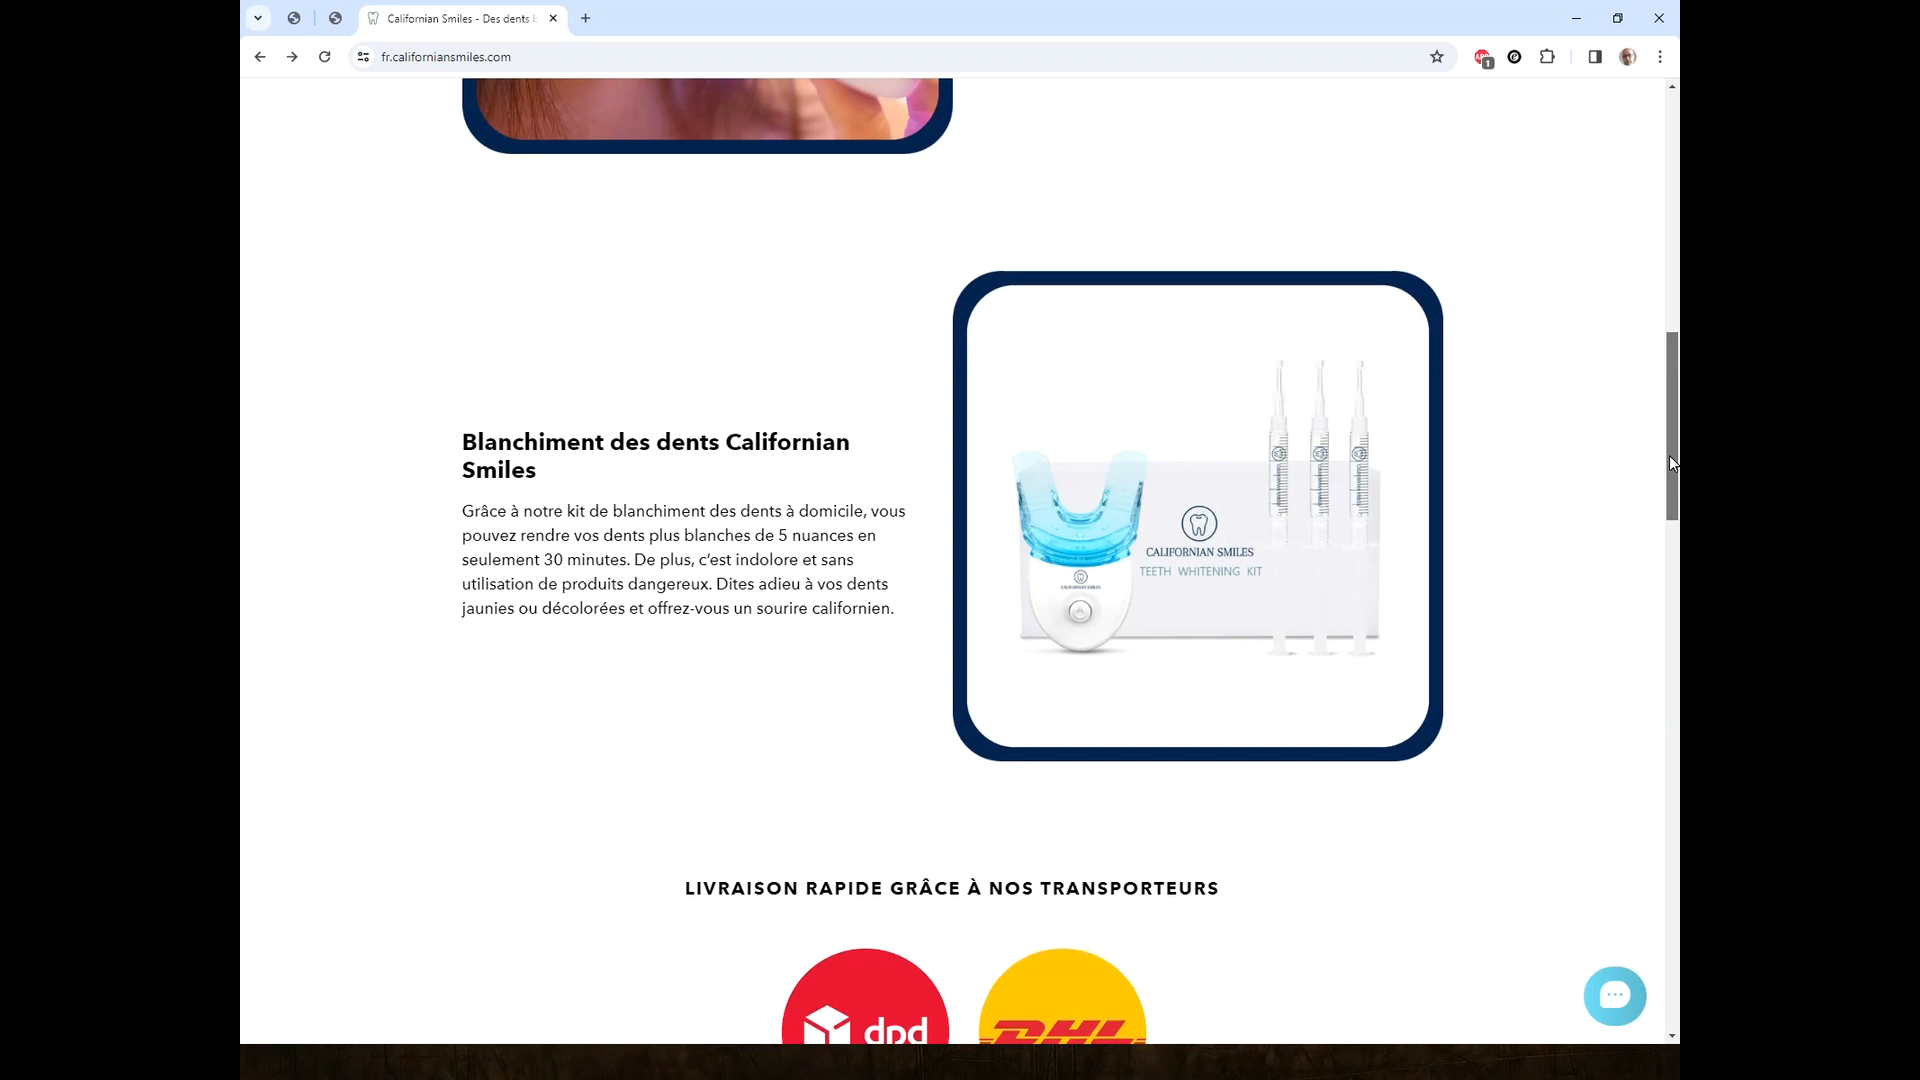 Californian Smiles - Des dents b
fr.californiansmiles.com
1
Blanchiment des dents Californian
Smiles
Grâce à notre kit de blanchiment des dents à domicile, vous
pouvez rendre vos dents plus blanches de 5 nuances en
seulement 30 minutes. De plus, c’est indolore et sans
utilisation de produits dangereux. Dites adieu à vos dents
jaunies ou décolorées et offrez-vous un sourire californien.
CALIFORNIAN SMILES
TEETH WHITENING KIT
CALIFORNIAN SMILES
LIVRAISON RAPIDE GRÂCE À NOS TRANSPORTEURS
dpd
DHL